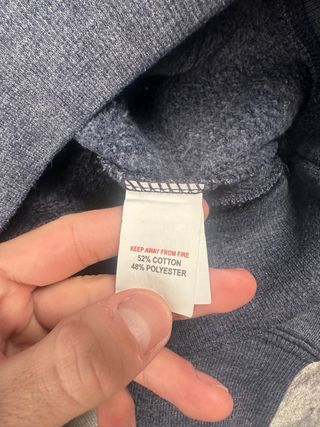 KEEP AWAY FROM FIRE
52% COTTON
48% POLYESTER